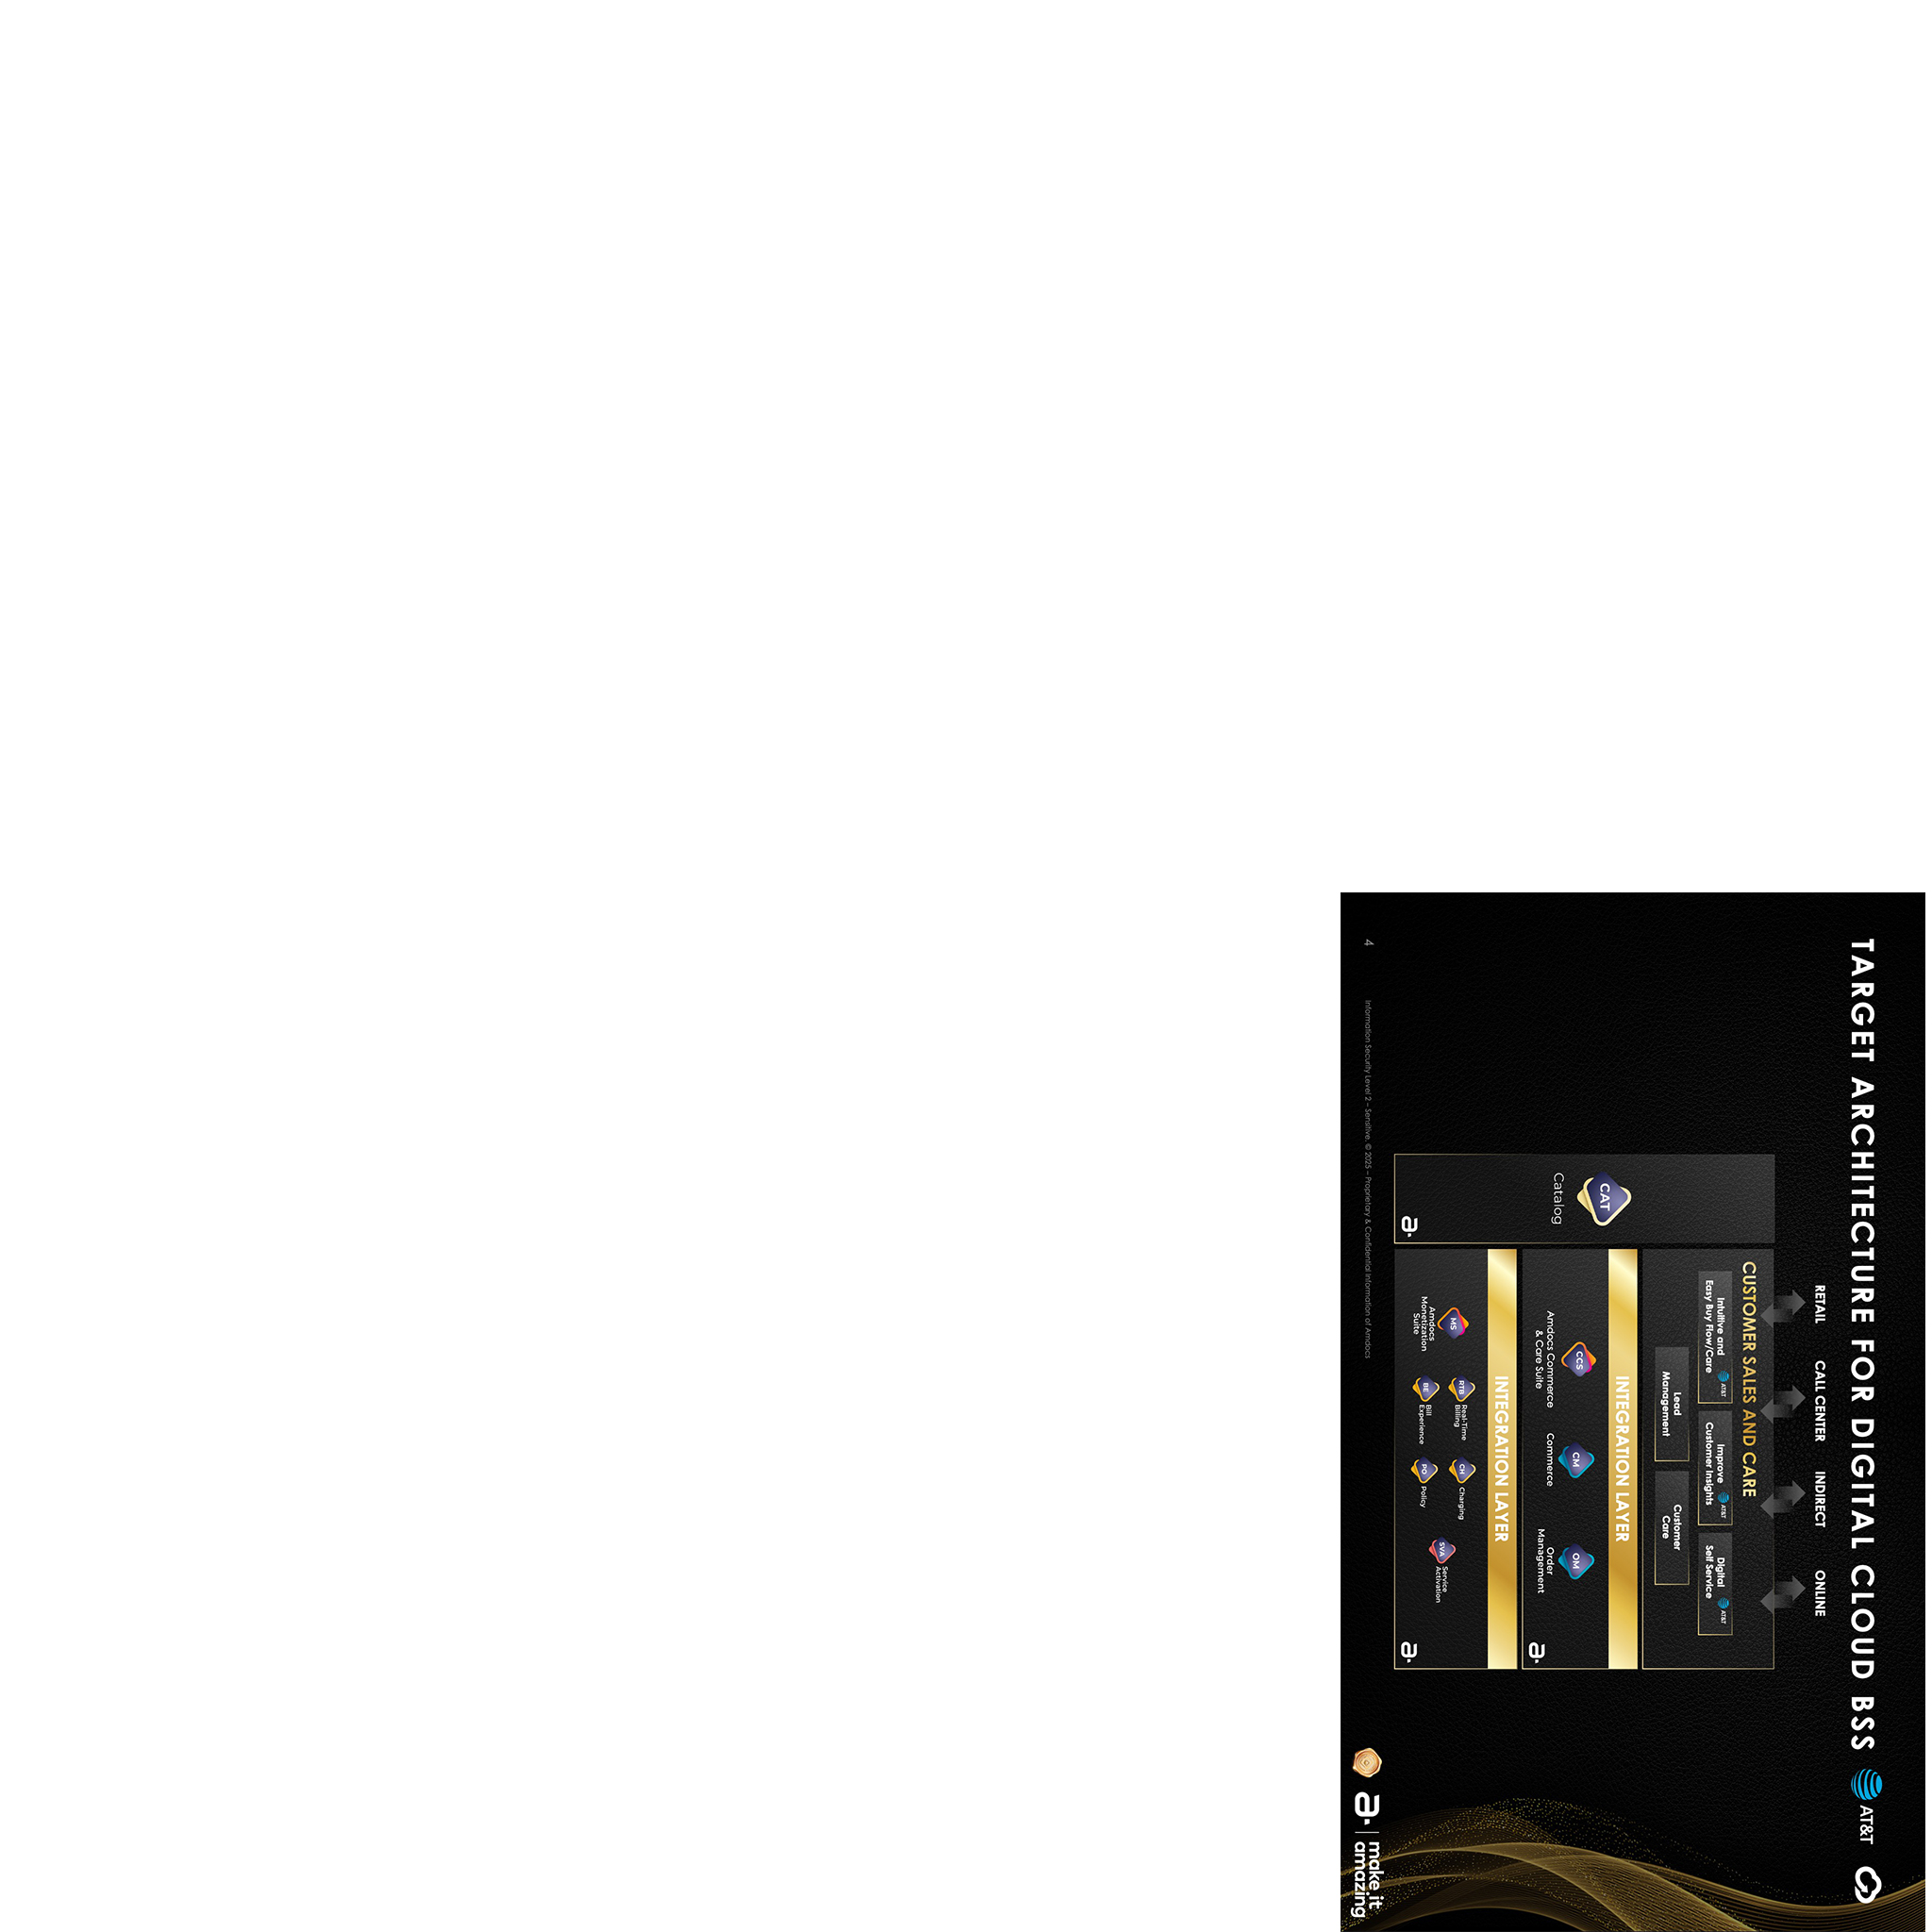 TARGET ARCHITECTURE FOR DIGITAL CLOUD BSS
AT&T
RETAIL
CALL CENTER
INDIRECT
ONLINE
CAT
Catalog
a.
CUSTOMER SALES AND CARE
Intuitive and
Easy Buy Flow/Care
AT&T
Improve
Customer Insights
AT&T
Digital
Self Service
AT&T
Lead
Management
Customer
Care
INTEGRATION LAYER
CCS
Amdocs Commerce
& Care Suite
CM
Commerce
OM
Order
Management
a.
INTEGRATION LAYER
MS
Amdocs
Monetization
Suite
RTB
Real-Time
Billing
CH
Charging
BE
Bill
Experience
PO
Policy
SVA
Service
Activation
a.
4
Information Security Level 2 – Sensitive. © 2025 – Proprietary & Confidential Information of Amdocs
a.
make it
amazing